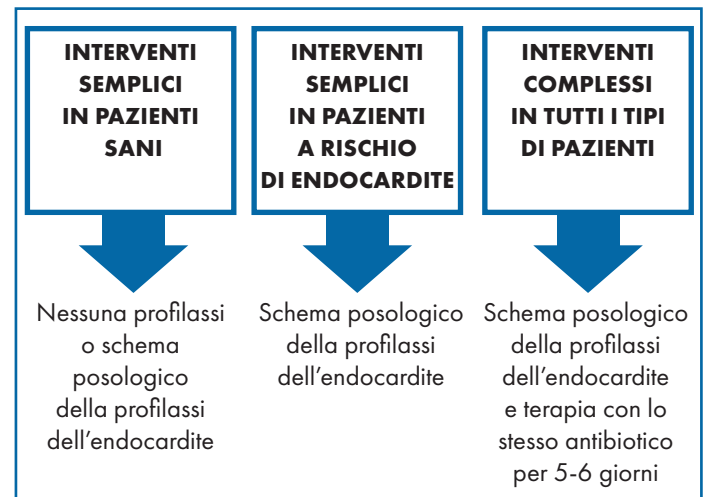 INTERVENTI
SEMPLICI
IN PAZIENTI
SANI
Nessuna profilassi
o schema
posologico
della profilassi
dell’endocardite
INTERVENTI
SEMPLICI
IN PAZIENTI
A RISCHIO
DI ENDOCARDITE
Schema posologico
della profilassi
dell’endocardite
INTERVENTI
COMPLESSI
IN TUTTI I TIPI
DI PAZIENTI
Schema posologico
della profilassi
dell’endocardite
e terapia con lo
stesso antibiotico
per 5-6 giorni